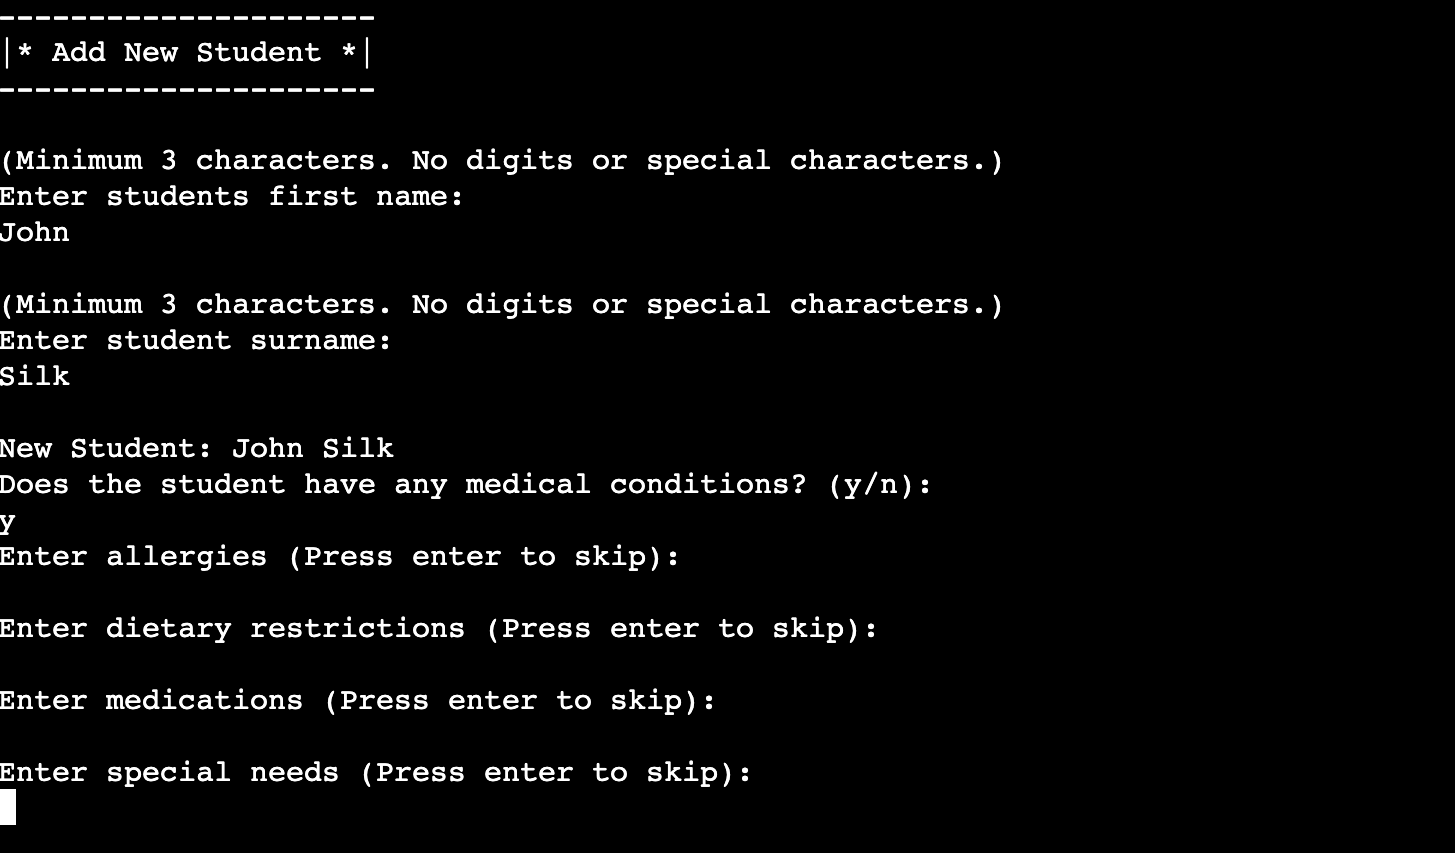 ---------------------
|* Add New Student *|
---------------------
(Minimum 3 characters. No digits or special characters.)
Enter students first name:
John
(Minimum 3 characters. No digits or special characters.)
Enter student surname:
Silk
New Student: John Silk
Does the student have any medical conditions? (y/n):
y
Enter allergies (Press enter to skip):
Enter dietary restrictions (Press enter to skip):
Enter medications (Press enter to skip):
Enter special needs (Press enter to skip):